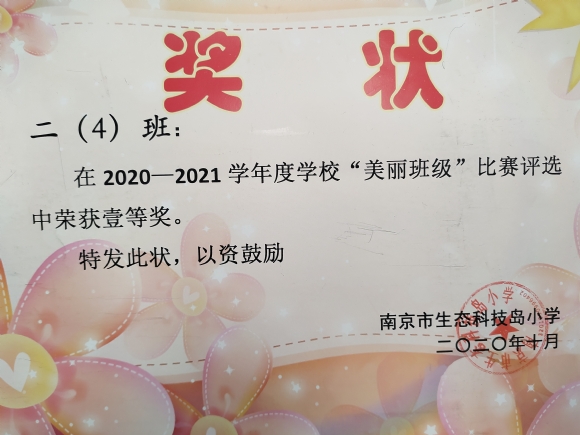 奖状
二（4）班：
在 2020—2021 学年度学校“美丽班级”比赛评选
中荣获壹等奖。
特发此状，以资鼓励
南京市生态科技岛小学
二〇二〇年十月